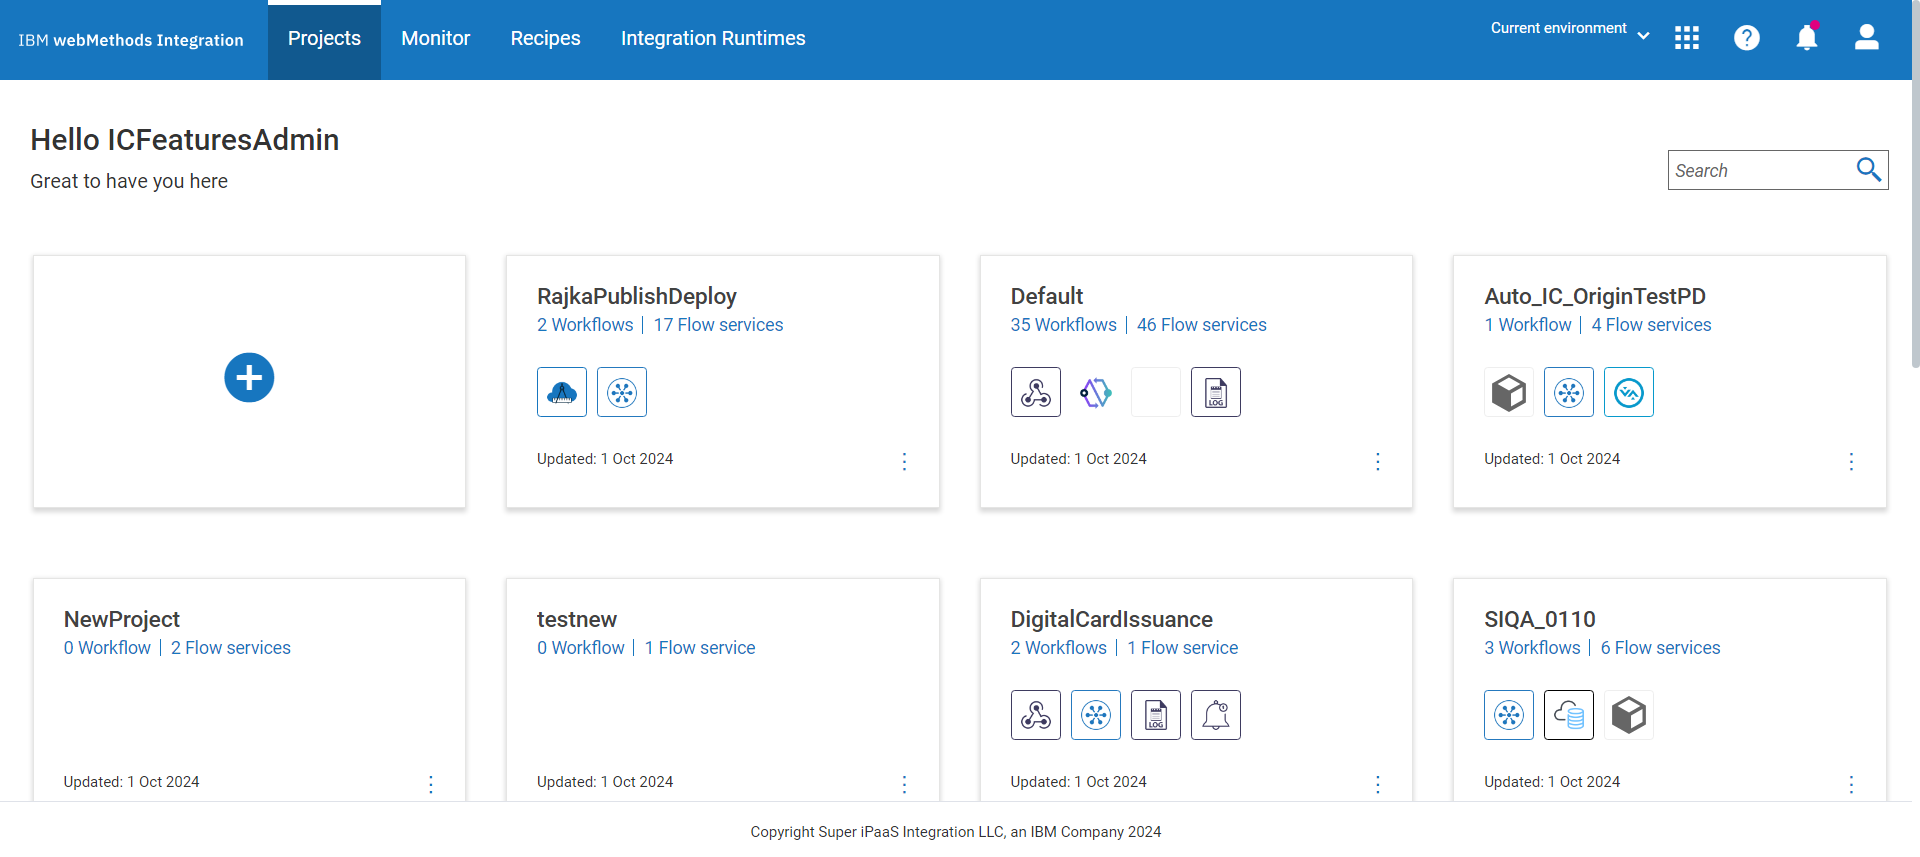 IBM webMethods Integration
Projects
Monitor
Recipes
Integration Runtimes
Current environment
Hello ICFeaturesAdmin
Great to have you here
Search
RajkaPublishDeploy
2 Workflows | 17 Flow services
Updated: 1 Oct 2024
Default
35 Workflows | 46 Flow services
LOG
Updated: 1 Oct 2024
Auto_IC_OriginTestPD
1 Workflow | 4 Flow services
Updated: 1 Oct 2024
NewProject
0 Workflow | 2 Flow services
Updated: 1 Oct 2024
testnew
0 Workflow | 1 Flow service
Updated: 1 Oct 2024
DigitalCardIssuance
2 Workflows | 1 Flow service
LOG
Updated: 1 Oct 2024
SIQA_0110
3 Workflows | 6 Flow services
Updated: 1 Oct 2024
Copyright Super iPaaS Integration LLC, an IBM Company 2024